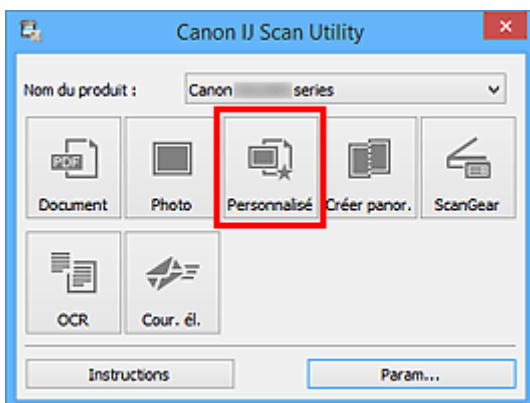 Canon IJ Scan Utility
Nom du produit :
Canon series
PDF
Document
Photo
Personnalisé
Créer panor.
ScanGear
OCR
Cour. él.
Instructions
Param...